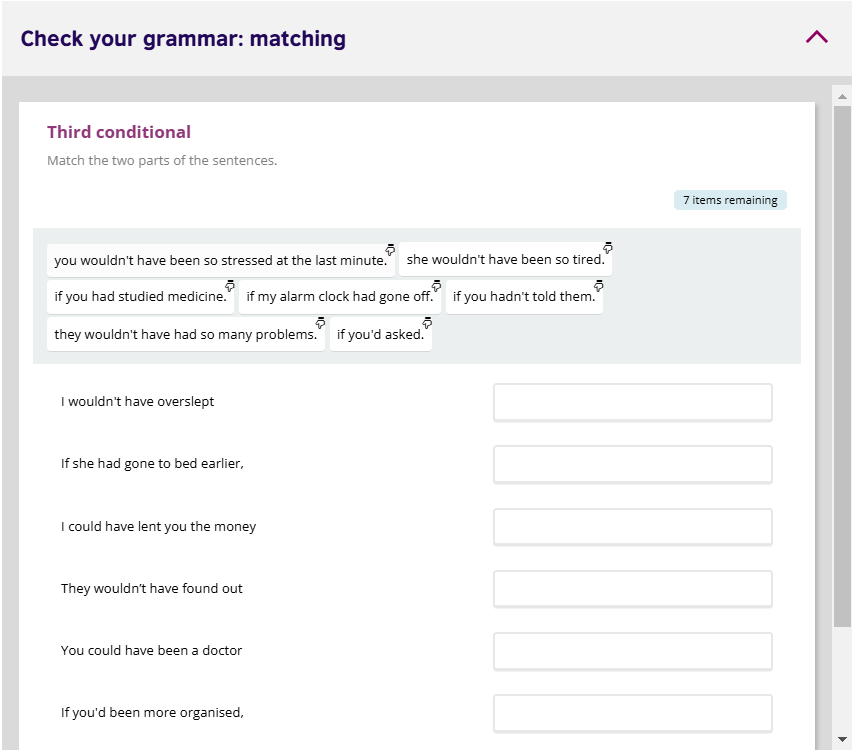 Check your grammar: matching
Third conditional
Match the two parts of the sentences.
7 items remaining
you wouldn't have been so stressed at the last minute. she wouldn't have been so tired.
if you had studied medicine. if my alarm clock had gone off. if you hadn't told them.
they wouldn't have had so many problems. if you'd asked.
I wouldn't have overslept
If she had gone to bed earlier,
I could have lent you the money
They wouldn’t have found out
You could have been a doctor
If you'd been more organised,